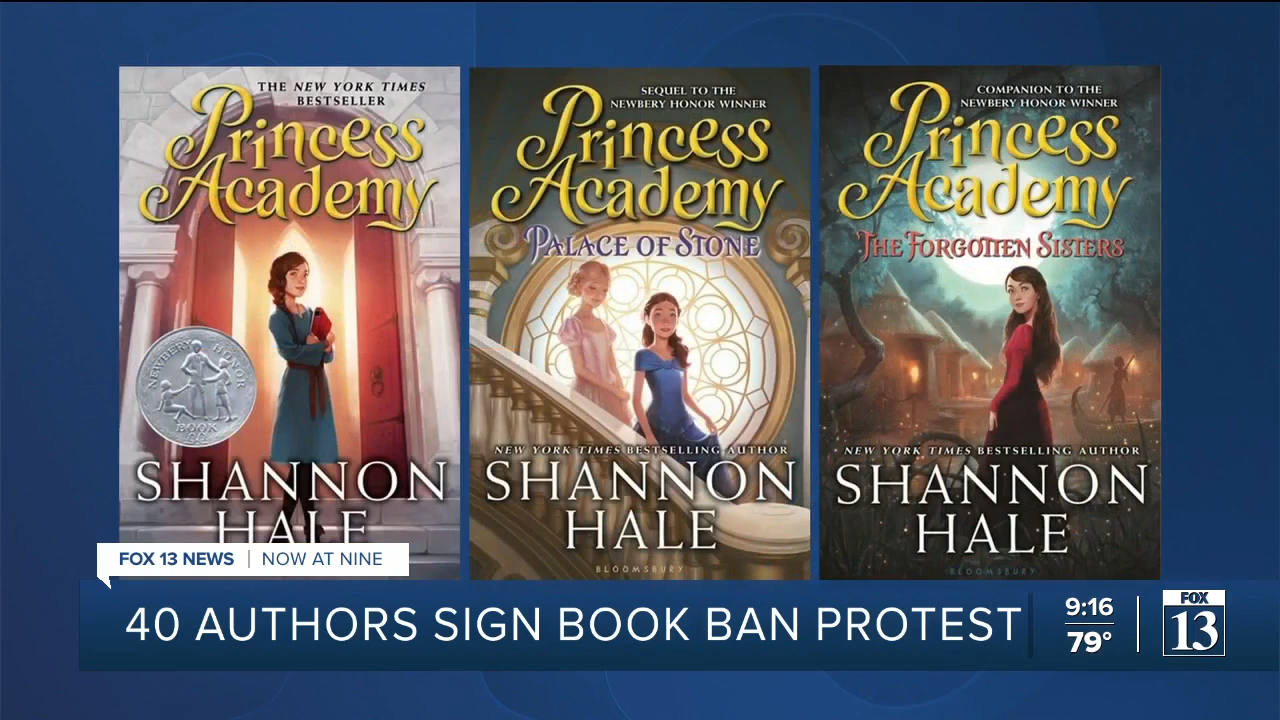 THE NEW YORK TIMES
BESTSELLER
Princess
Academy
NEWBERY HONOR
BOOK
SHANNON
HALE
SEQUEL TO THE
NEWBERY HONOR WINNER
Princess
Academy
PALACE OF STONE
NEW YORK TIMES BESTSELLING AUTHOR
SHANNON
HALE
BLOOMSBURY
COMPANION TO THE
NEWBERY HONOR WINNER
Princess
Academy
THE FORGOTTEN SISTERS
NEW YORK TIMES BESTSELLING AUTHOR
SHANNON
HALE
BLOOMSBURY
FOX 13 NEWS | NOW AT NINE
40 AUTHORS SIGN BOOK BAN PROTEST
9:16
79°
FOX
13